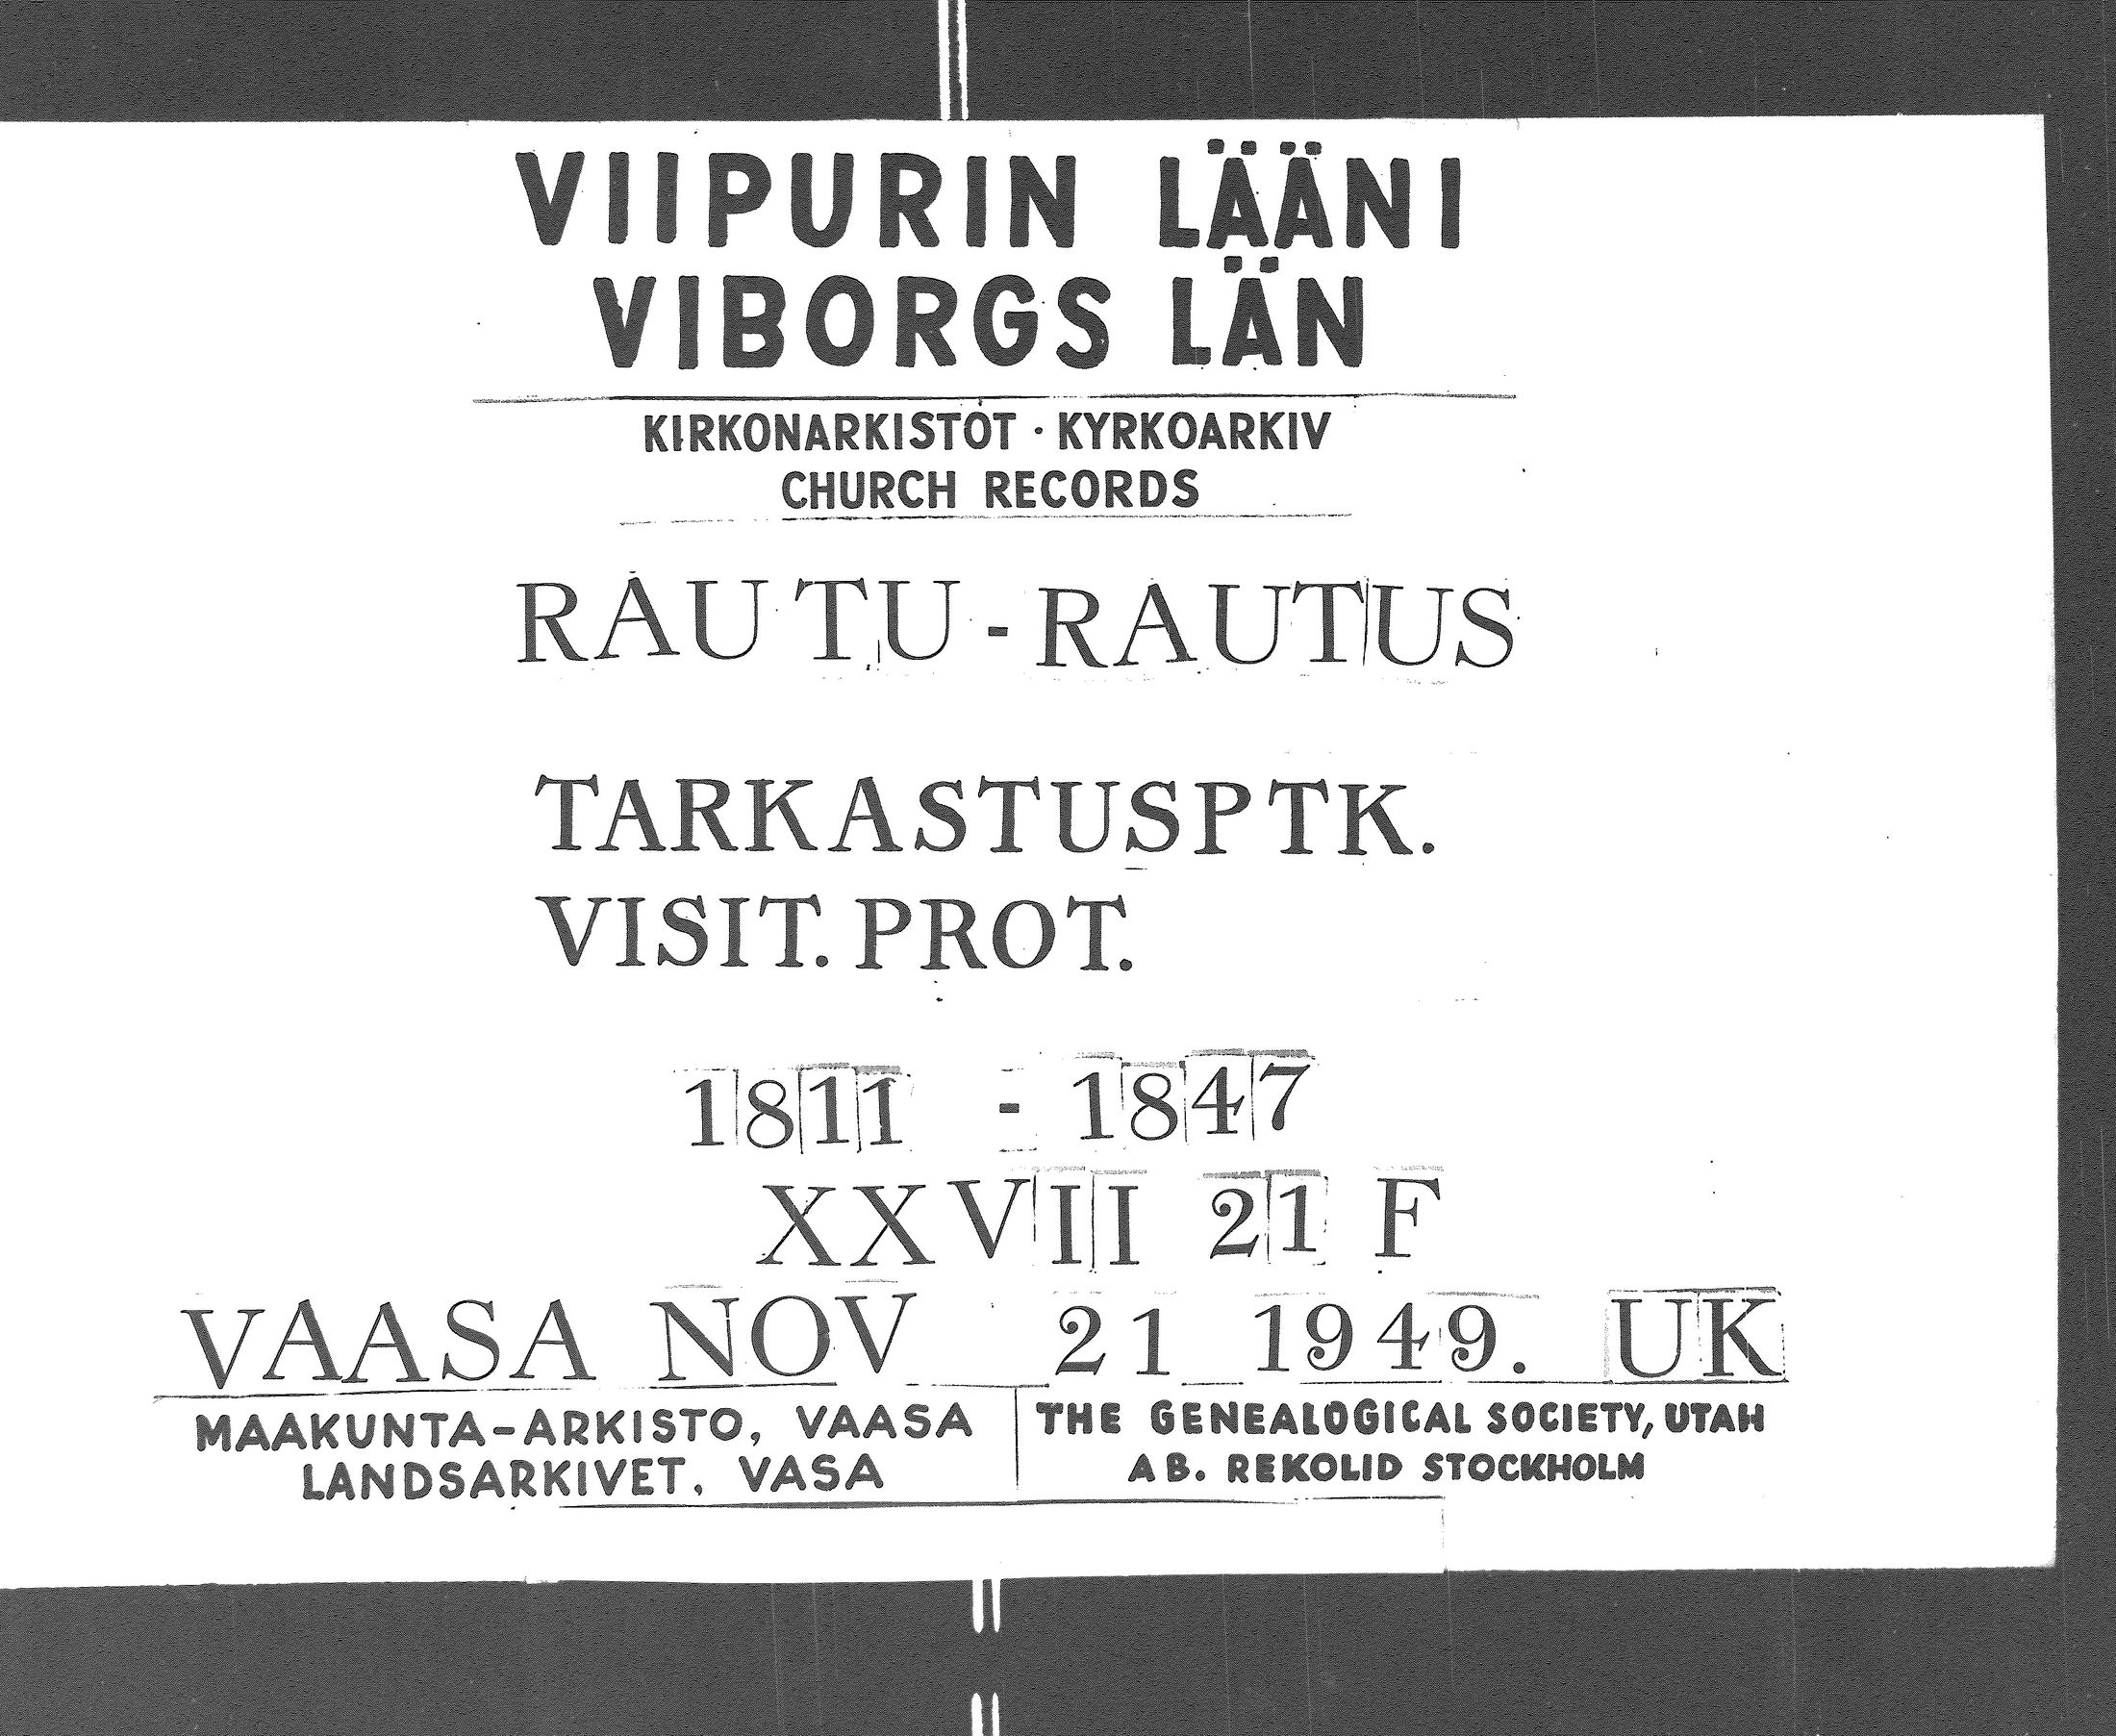 VIIPURIN LÄÄNI
VIBORGS LÄN
KIRKONARKISTOT · KYRKOARKIV
CHURCH RECORDS
RAUTU - RAUTUS
TARKASTUSPTK.
VISIT. PROT.
1811 - 1847
XXVII 21 F
VAASA NOV 21 1949. UK
MAAKUNTA-ARKISTO, VAASA
LANDSARKIVET, VASA
THE GENEALOGICAL SOCIETY, UTAH
AB. REKOLID STOCKHOLM